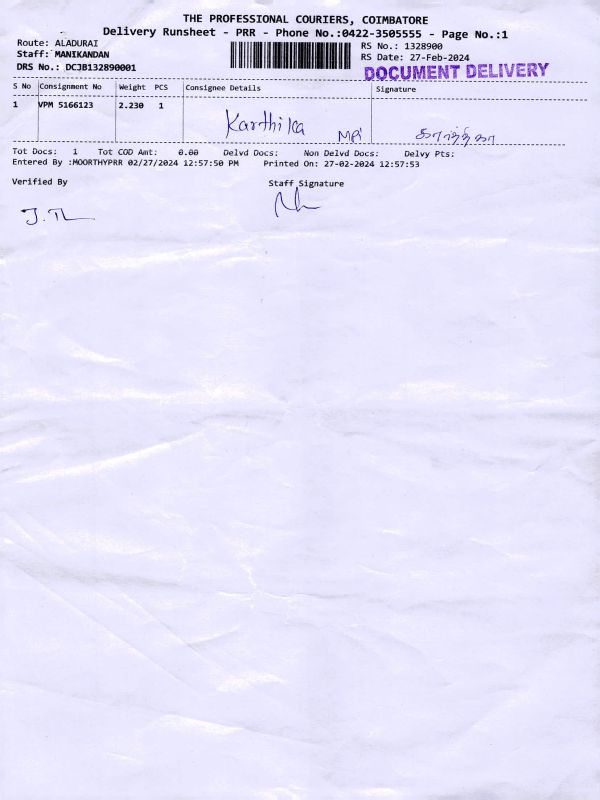 THE PROFESSIONAL COURIERS, COIMBATORE
Delivery Runsheet - PRR - Phone No.:0422-3505555 - Page No.:1
Route: ALADURAI
RS No.: 1328900
Staff: MANIKANDAN
RS Date: 27-Feb-2024
DRS No.: DCJB132890001
DOCUMENT DELIVERY
S No Consignment No Weight PCS Consignee Details Signature
1 VPM 5166123 2.230 1
Karthika
Tot Docs: 1 Tot COD Amt: 0.00 Delvd Docs: Non Delvd Docs: Delvy Pts:
Entered By :MOORTHYPRR 02/27/2024 12:57:50 PM Printed On: 27-02-2024 12:57:53
Verified By Staff Signature